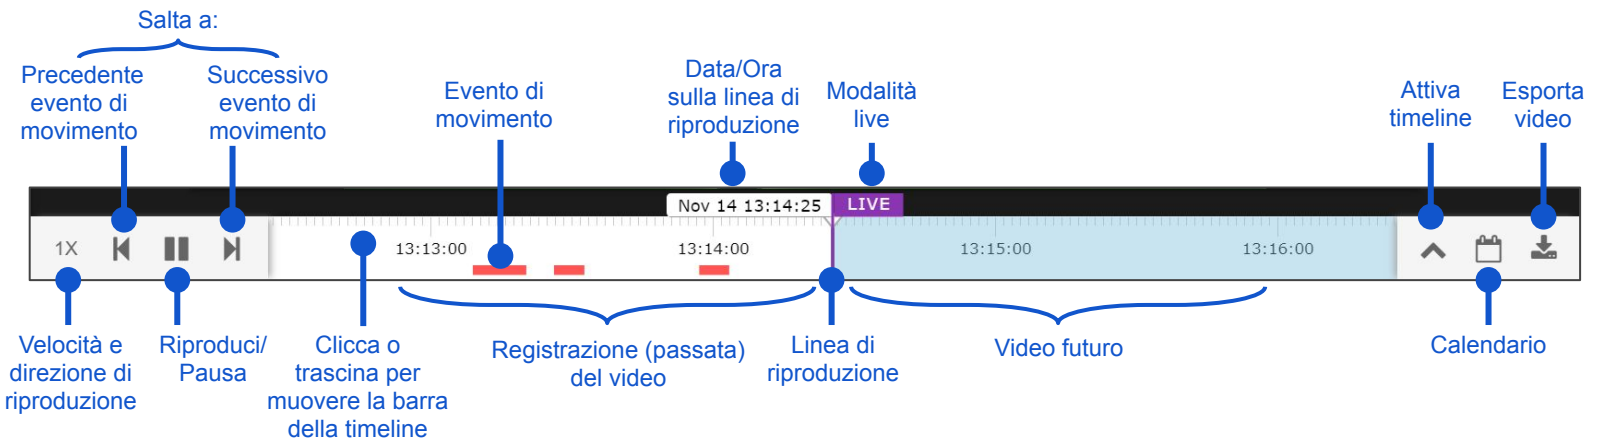 Salta a:
Precedente
evento di
movimento
Successivo
evento di
movimento
Evento di
movimento
Data/Ora
sulla linea di
riproduzione
Modalità
live
Attiva
timeline
Esporta
video
Nov 14 13:14:25
LIVE
1X
13:13:00
13:14:00
13:15:00
13:16:00
Velocità e
direzione di
riproduzione
Riproduci/
Pausa
Clicca o
trascina per
muovere la barra
della timeline
Registrazione (passata)
del video
Linea di
riproduzione
Video futuro
Calendario